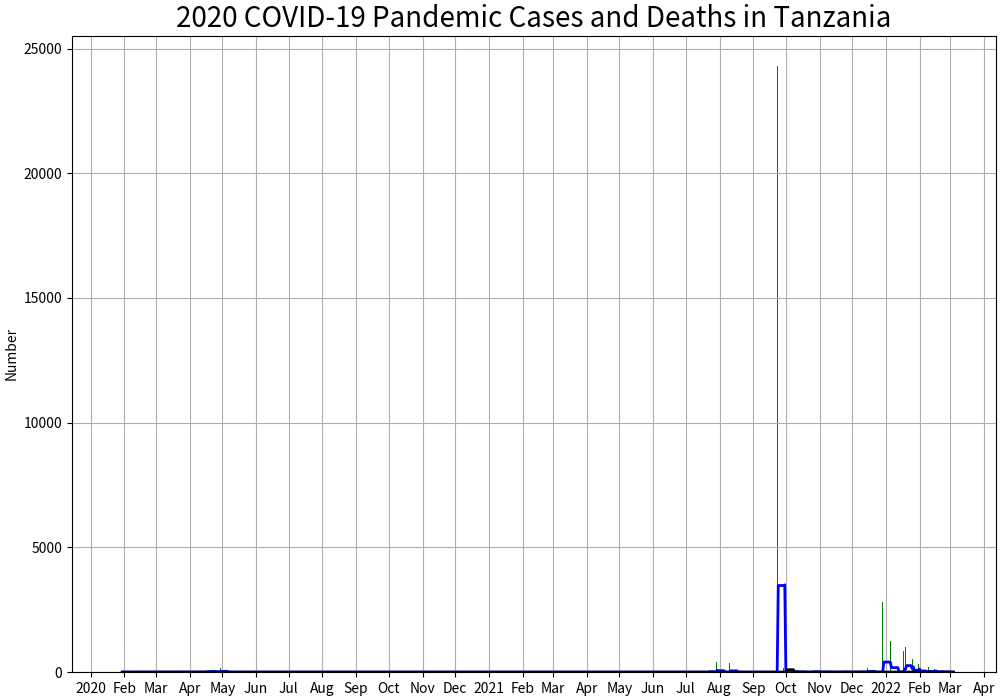 2020 COVID-19 Pandemic Cases and Deaths in Tanzania
25000
20000
15000
10000
5000
0
Number
2020 Feb Mar Apr May Jun Jul Aug Sep Oct Nov Dec 2021 Feb Mar Apr May Jun Jul Aug Sep Oct Nov Dec 2022 Feb Mar Apr